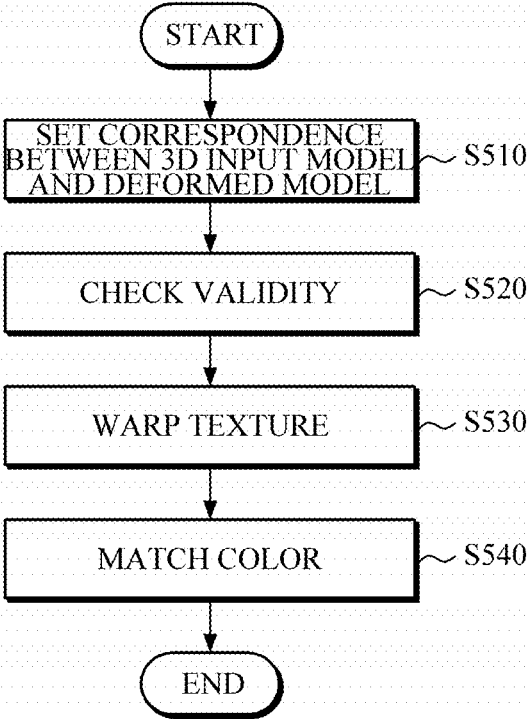 START
SET CORRESPONDENCE
BETWEEN 3D INPUT MODEL
AND DEFORMED MODEL
S510
CHECK VALIDITY
S520
WARP TEXTURE
S530
MATCH COLOR
S540
END